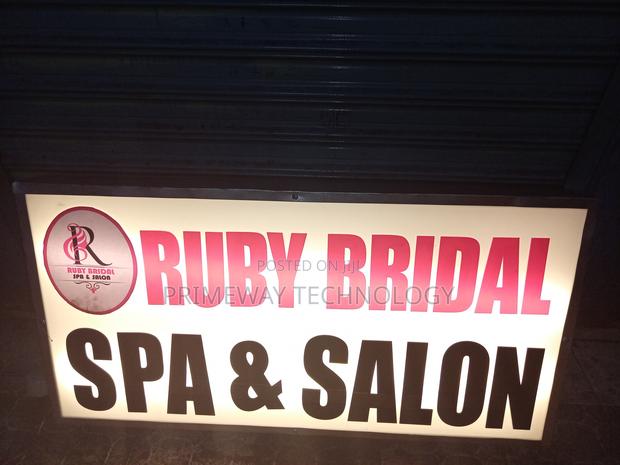 R
RUBY BRIDAL
SPA & SALON
RUBY BRIDAL
POSTED ON JIJI
PRIMEWAY TECHNOLOGY
SPA & SALON